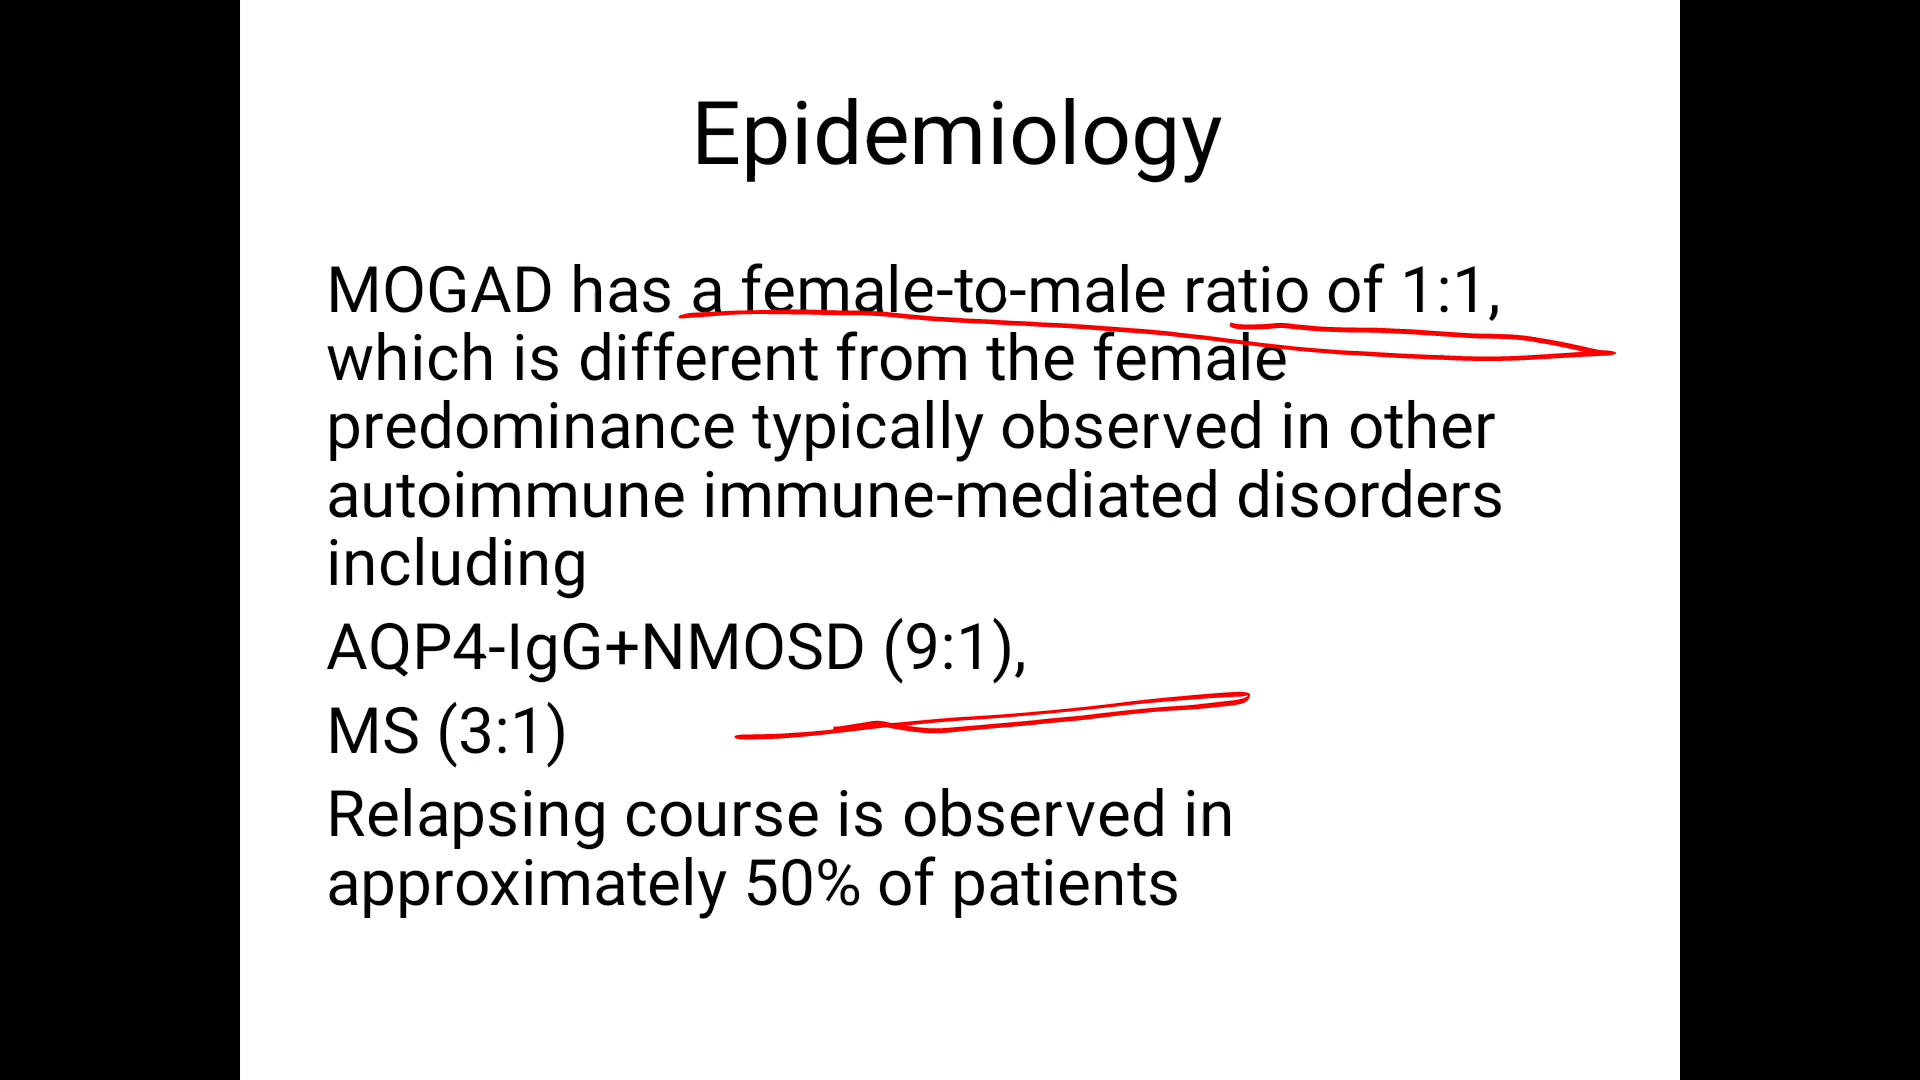 Epidemiology
MOGAD has a female-to-male ratio of 1:1,
which is different from the female
predominance typically observed in other
autoimmune immune-mediated disorders
including
AQP4-IgG+NMOSD (9:1),
MS (3:1)
Relapsing course is observed in
approximately 50% of patients